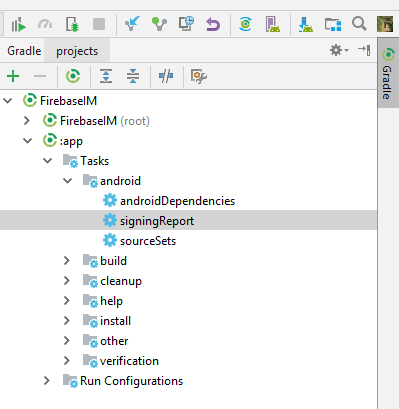 Gradle projects
Gradle
FirebaseIM
FirebaseIM (root)
:app
Tasks
android
androidDependencies
signingReport
sourceSets
build
cleanup
help
install
other
verification
Run Configurations